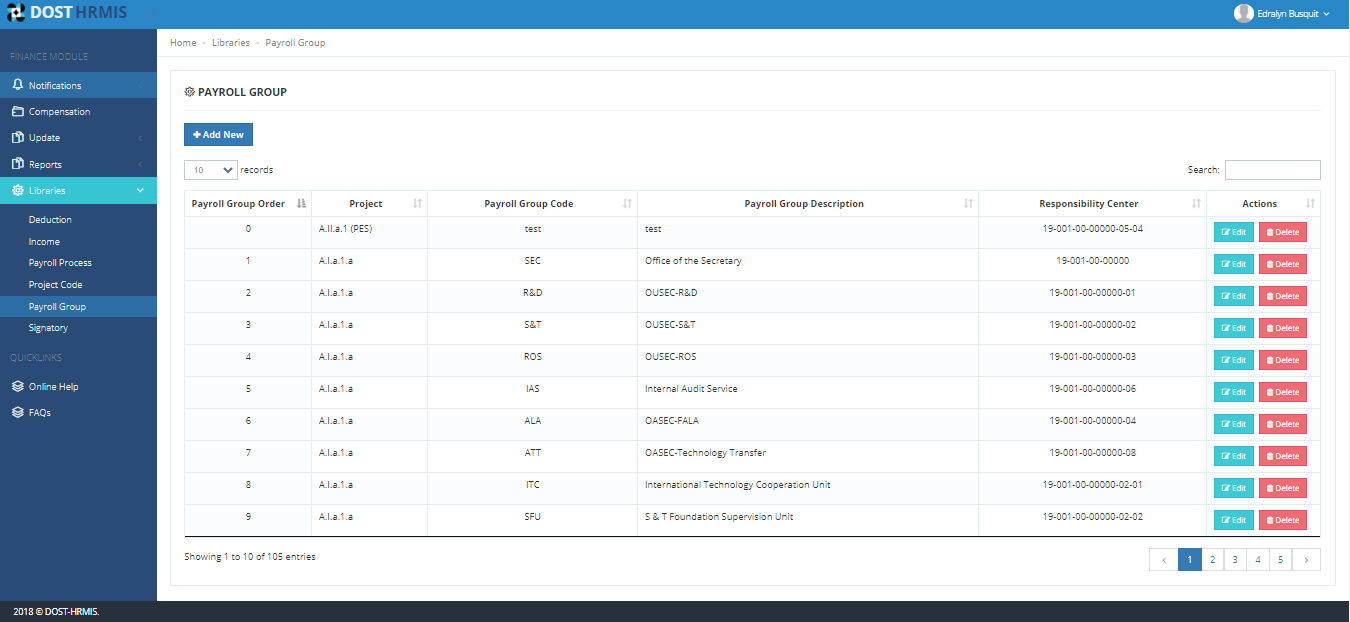 DOST HRMIS
Edralyn Busquit
FINANCE MODULE
Notifications
Compensation
Update
Reports
Libraries
Deduction
Income
Payroll Process
Project Code
Payroll Group
Signatory
QUICKLINKS
Online Help
FAQs
Home Libraries Payroll Group
PAYROLL GROUP
Add New
10 records
Search:
Payroll Group Order Project Payroll Group Code Payroll Group Description Responsibility Center Actions
0 A.II.a.1 (PES) test test 19-001-00-00000-05-04 Edit Delete
1 A.I.a.1.a SEC Office of the Secretary 19-001-00-00000 Edit Delete
2 A.I.a.1.a R&D OUSEC-R&D 19-001-00-00000-01 Edit Delete
3 A.I.a.1.a S&T OUSEC-S&T 19-001-00-00000-02 Edit Delete
4 A.I.a.1.a ROS OUSEC-ROS 19-001-00-00000-03 Edit Delete
5 A.I.a.1.a IAS Internal Audit Service 19-001-00-00000-06 Edit Delete
6 A.I.a.1.a ALA OASEC-FALA 19-001-00-00000-04 Edit Delete
7 A.I.a.1.a ATT OASEC-Technology Transfer 19-001-00-00000-08 Edit Delete
8 A.I.a.1.a ITC International Technology Cooperation Unit 19-001-00-00000-02-01 Edit Delete
9 A.I.a.1.a SFU S & T Foundation Supervision Unit 19-001-00-00000-02-02 Edit Delete
Showing 1 to 10 of 105 entries
< 1 2 3 4 5 >
2018 © DOST-HRMIS.